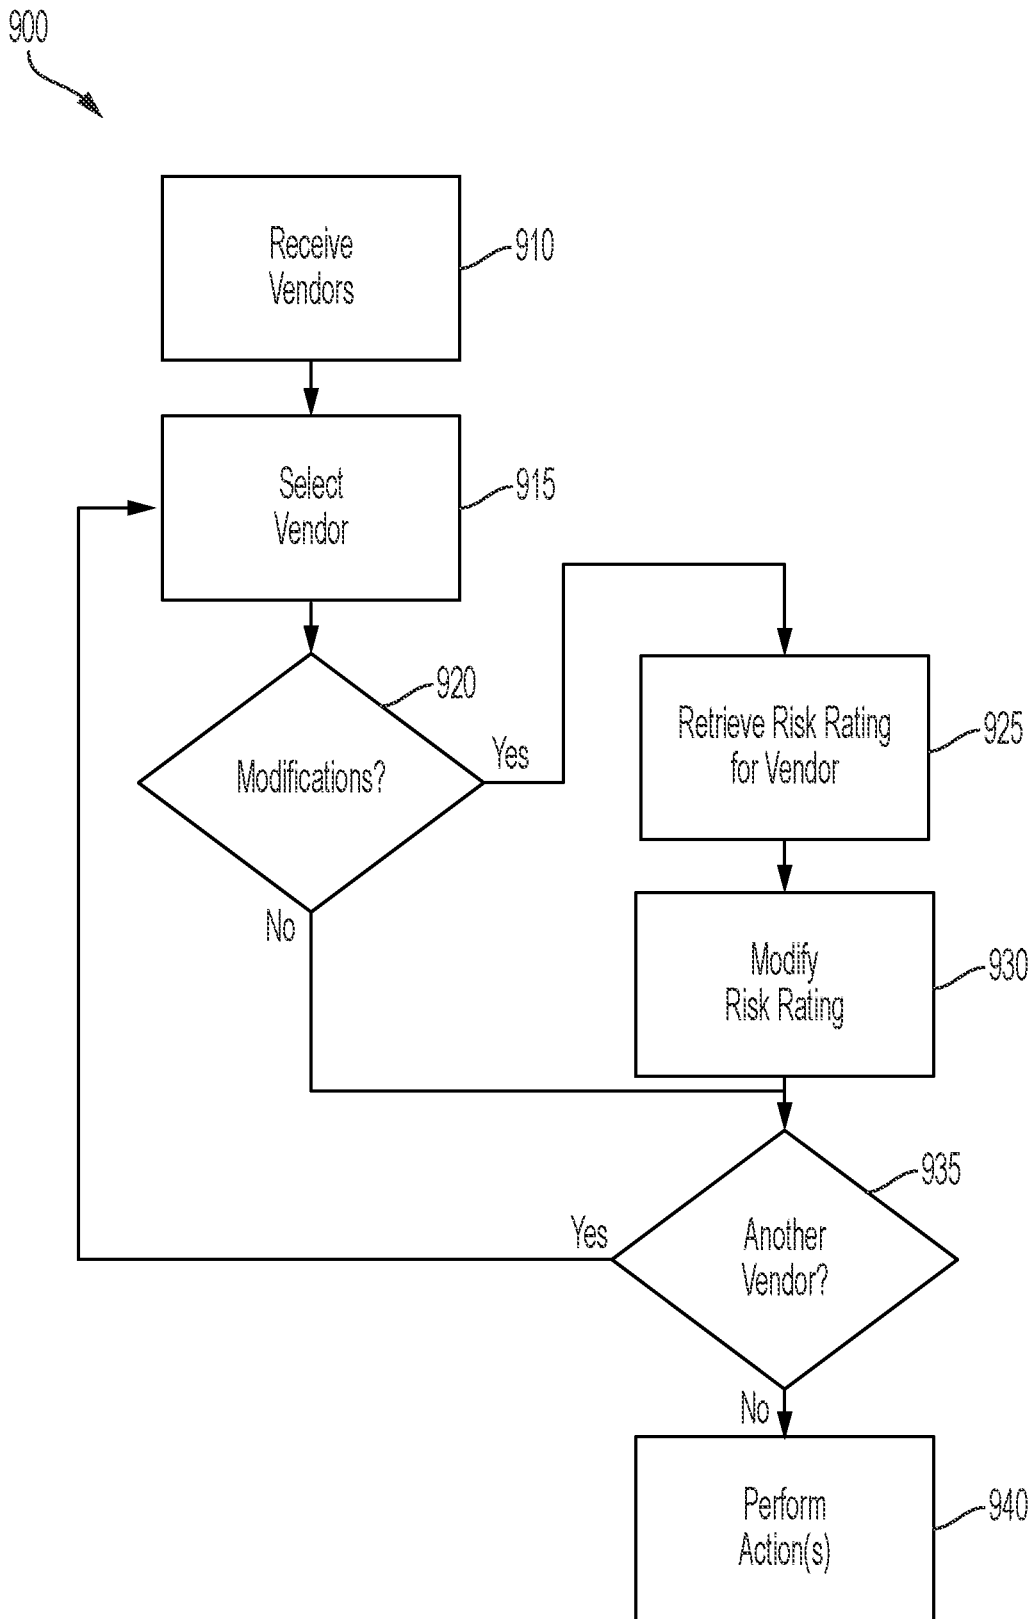 900
Receive
Vendors
910
Select
Vendor
915
Modifications?
920
Yes
No
Retrieve Risk Rating
for Vendor
925
Modify
Risk Rating
930
Another
Vendor?
935
Yes
No
Perform
Action(s)
940